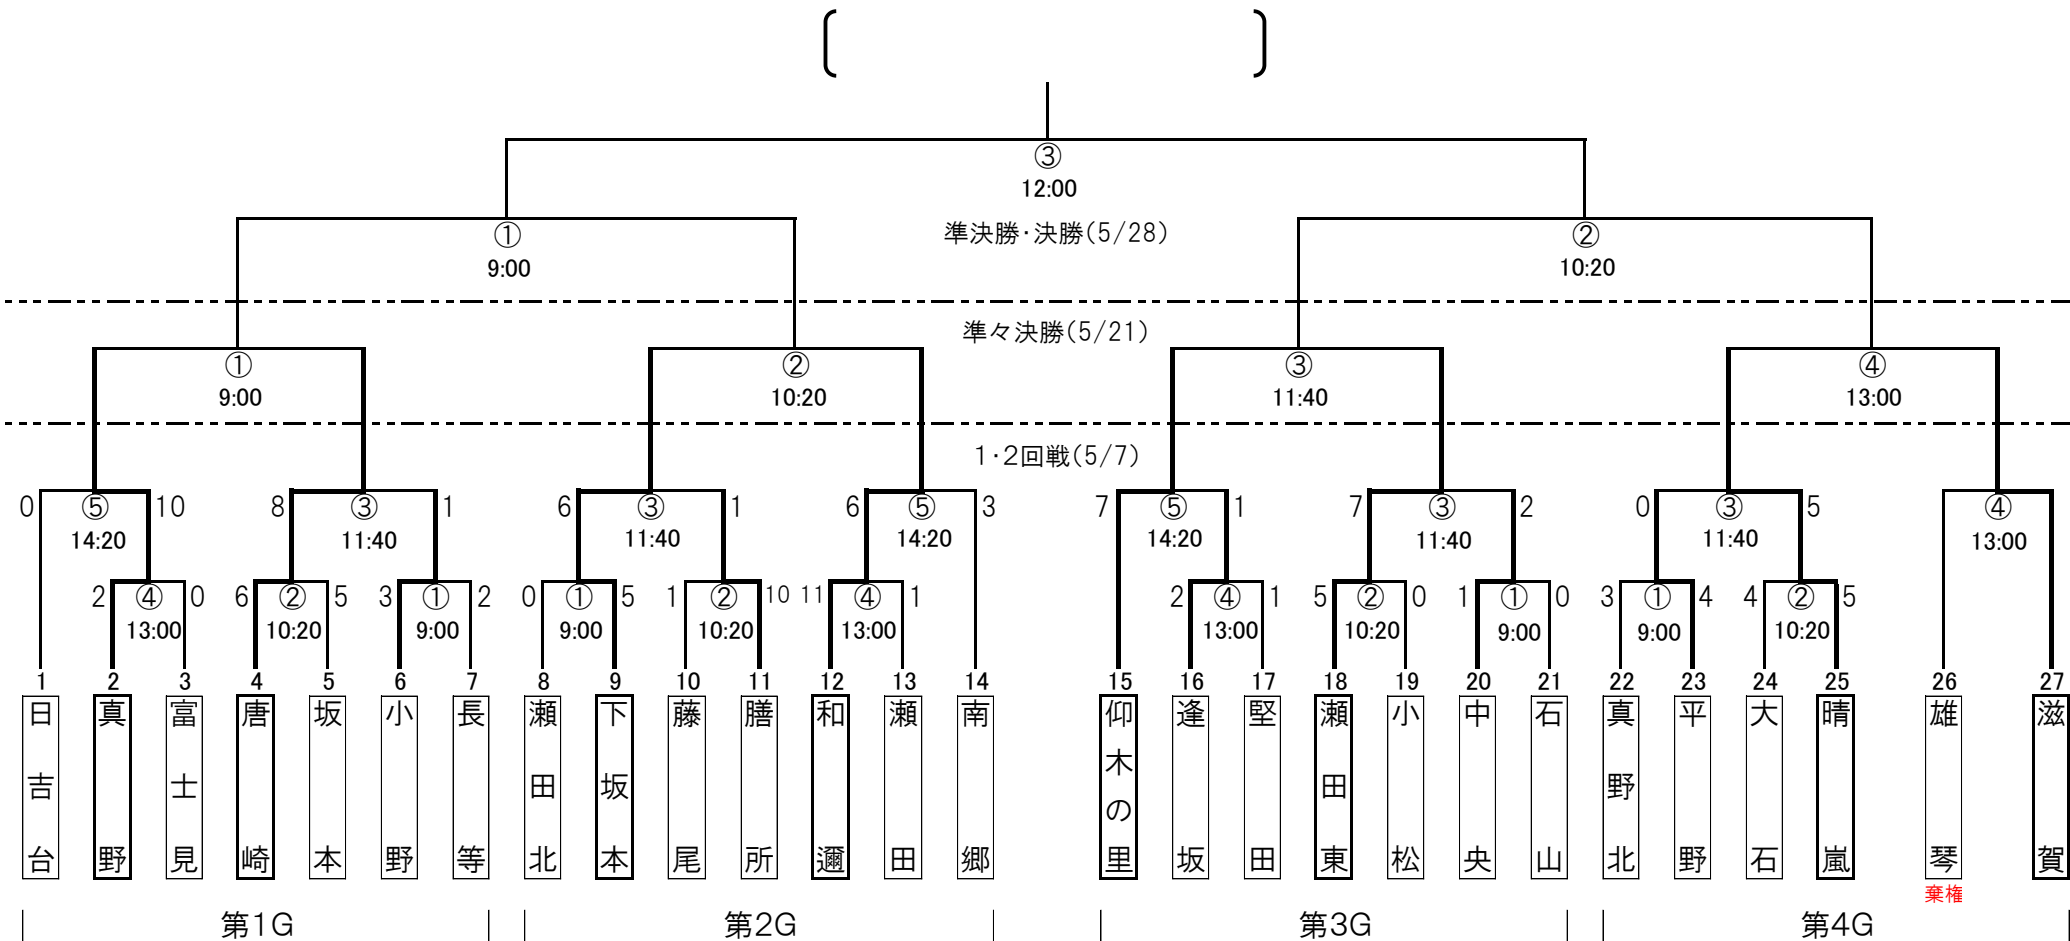 ③
12:00
準決勝・決勝(5/28)
① ②
9:00 10:20
準々決勝(5/21)
① ② ③ ④
9:00 10:20 11:40 13:00
1・2回戦(5/7)
0 ⑤ 10 8 ③ 1 6 ③ 1 6 ⑤ 3 7 ⑤ 1 7 ③ 2 0 ③ 5 ④
14:20 11:40 11:40 14:20 14:20 11:40 11:40 13:00
2 ④ 0 6 ② 5 3 ① 2 0 ① 5 1 ② 10 11 ④ 1 2 ④ 1 5 ② 0 1 ① 0 3 ① 4 4 ② 5
13:00 10:20 9:00 9:00 10:20 13:00 13:00 10:20 9:00 9:00 10:20
1 2 3 4 5 6 7 8 9 10 11 12 13 14 15 16 17 18 19 20 21 22 23 24 25 26 27
日吉台
真野
富士見
唐崎
坂本
小野
長等
瀬田北
下坂本
藤尾
膳所
和邇
瀬田
南郷
仰木の里
逢坂
堅田
瀬田東
小松
中央
石山
真野北
平野
大石
晴嵐
雄琴
滋賀
棄権
第1G 第2G 第3G 第4G